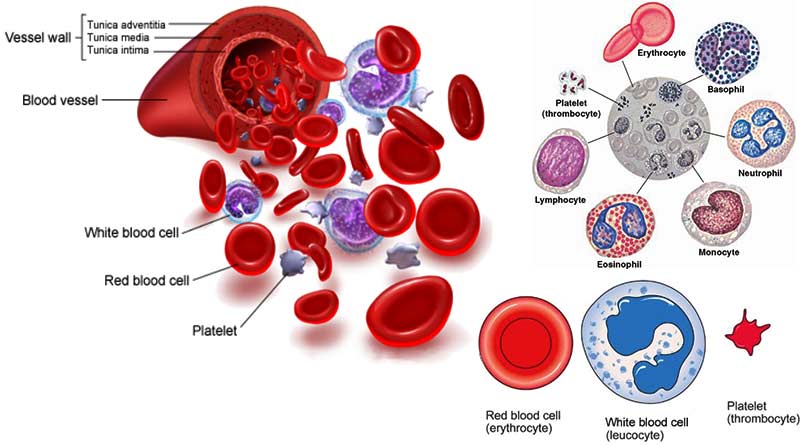 Vessel wall
Tunica adventitia
Tunica media
Tunica intima
Blood vessel
White blood cell
Red blood cell
Platelet
Erythrocyte
Basophil
Platelet
(thrombocyte)
Neutrophil
Lymphocyte
Monocyte
Eosinophil
Red blood cell
(erythrocyte)
White blood cell
(leucocyte)
Platelet
(thrombocyte)